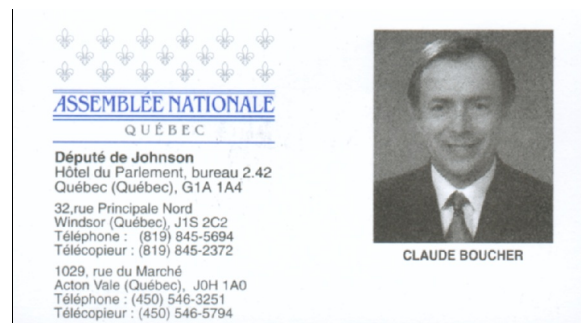 ASSEMBLÉE NATIONALE
QUÉBEC
Député de Johnson
Hôtel du Parlement, bureau 2.42
Québec (Québec), G1A 1A4
32,rue Principale Nord
Windsor (Québec), J1S 2C2
Téléphone : (819) 845-5694
Télécopieur : (819) 845-2372
1029, rue du Marché
Acton Vale (Québec), J0H 1A0
Téléphone : (450) 546-3251
Télécopieur : (450) 546-5794
CLAUDE BOUCHER